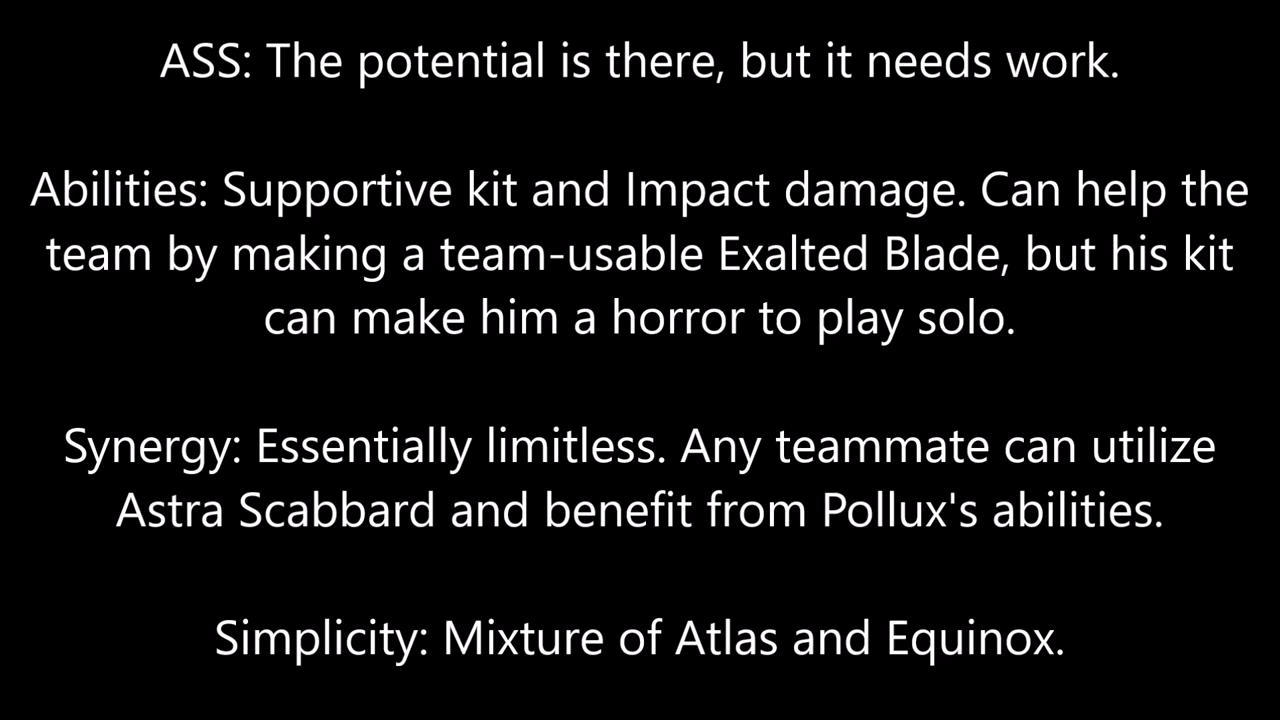 ASS: The potential is there, but it needs work.
Abilities: Supportive kit and Impact damage. Can help the
team by making a team-usable Exalted Blade, but his kit
can make him a horror to play solo.
Synergy: Essentially limitless. Any teammate can utilize
Astra Scabbard and benefit from Pollux's abilities.
Simplicity: Mixture of Atlas and Equinox.